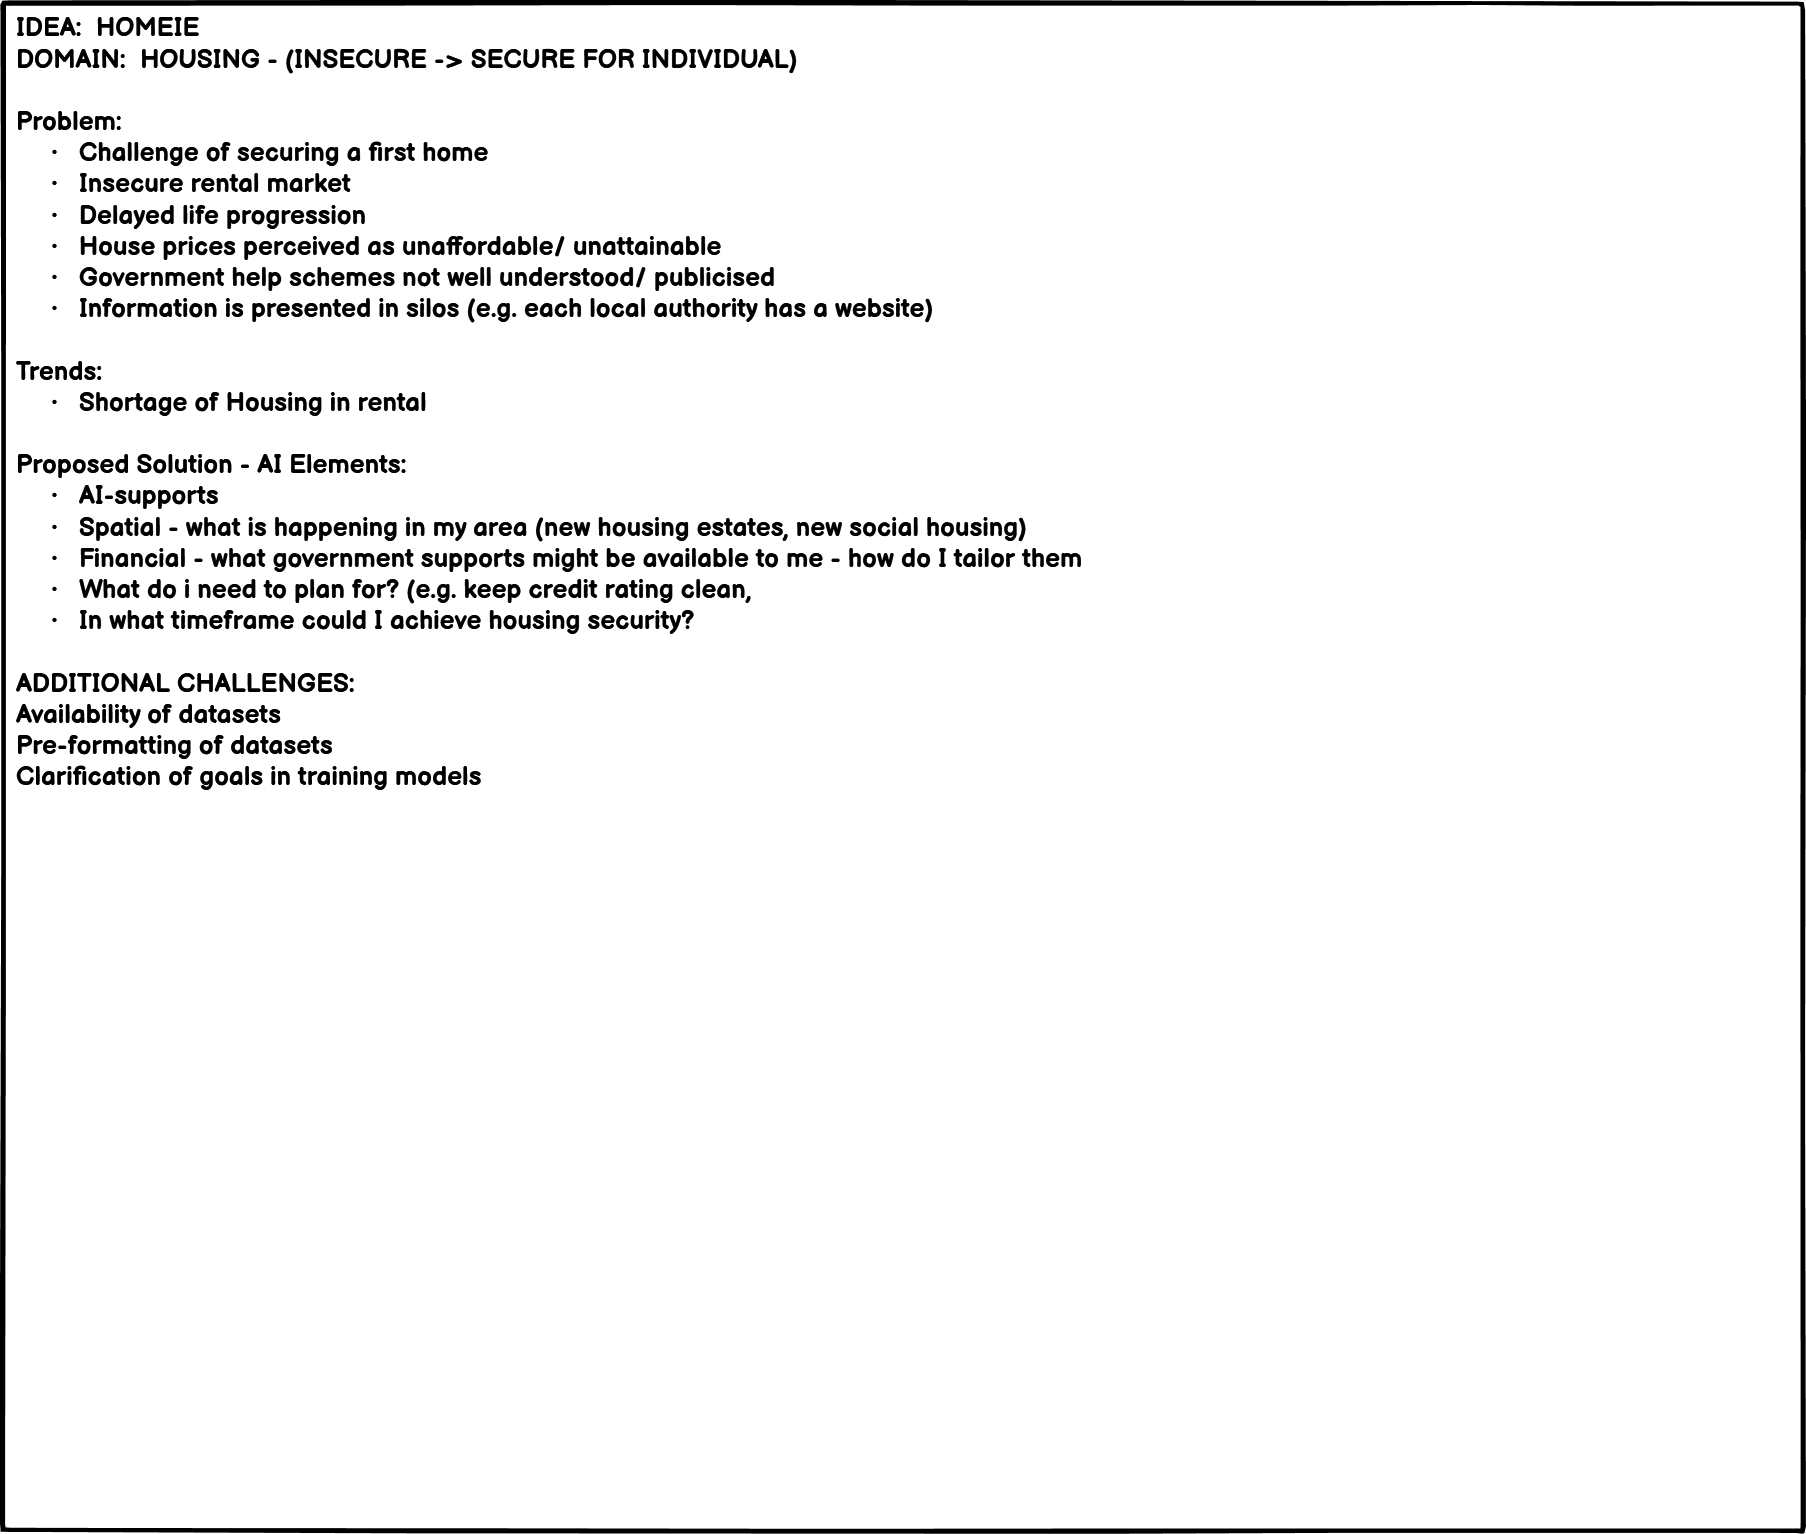 IDEA:  HOMEIE
DOMAIN:  HOUSING - (INSECURE -> SECURE FOR INDIVIDUAL)
Problem:
· Challenge of securing a first home
· Insecure rental market
· Delayed life progression
· House prices perceived as unaffordable/ unattainable
· Government help schemes not well understood/ publicised
· Information is presented in silos (e.g. each local authority has a website)
Trends:
· Shortage of Housing in rental
Proposed Solution - AI Elements:
· AI-supports
· Spatial - what is happening in my area (new housing estates, new social housing)
· Financial - what government supports might be available to me - how do I tailor them
· What do i need to plan for? (e.g. keep credit rating clean,
· In what timeframe could I achieve housing security?
ADDITIONAL CHALLENGES:
Availability of datasets
Pre-formatting of datasets
Clarification of goals in training models